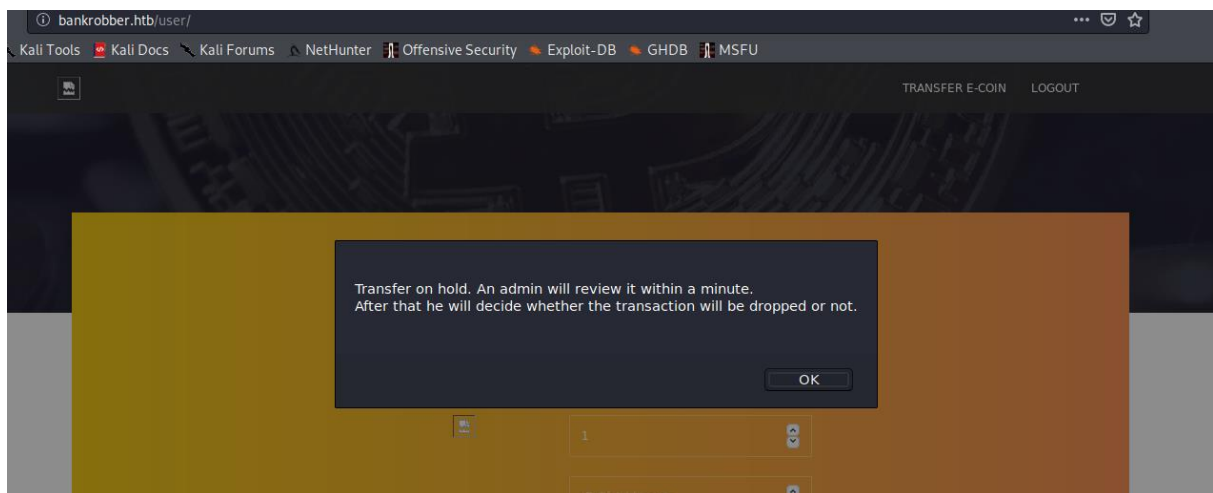 bankrobber.htb/user/
Kali Tools Kali Docs Kali Forums NetHunter Offensive Security Exploit-DB GHDB MSFU
TRANSFER E-COIN LOGOUT
Transfer on hold. An admin will review it within a minute.
After that he will decide whether the transaction will be dropped or not.
OK
1